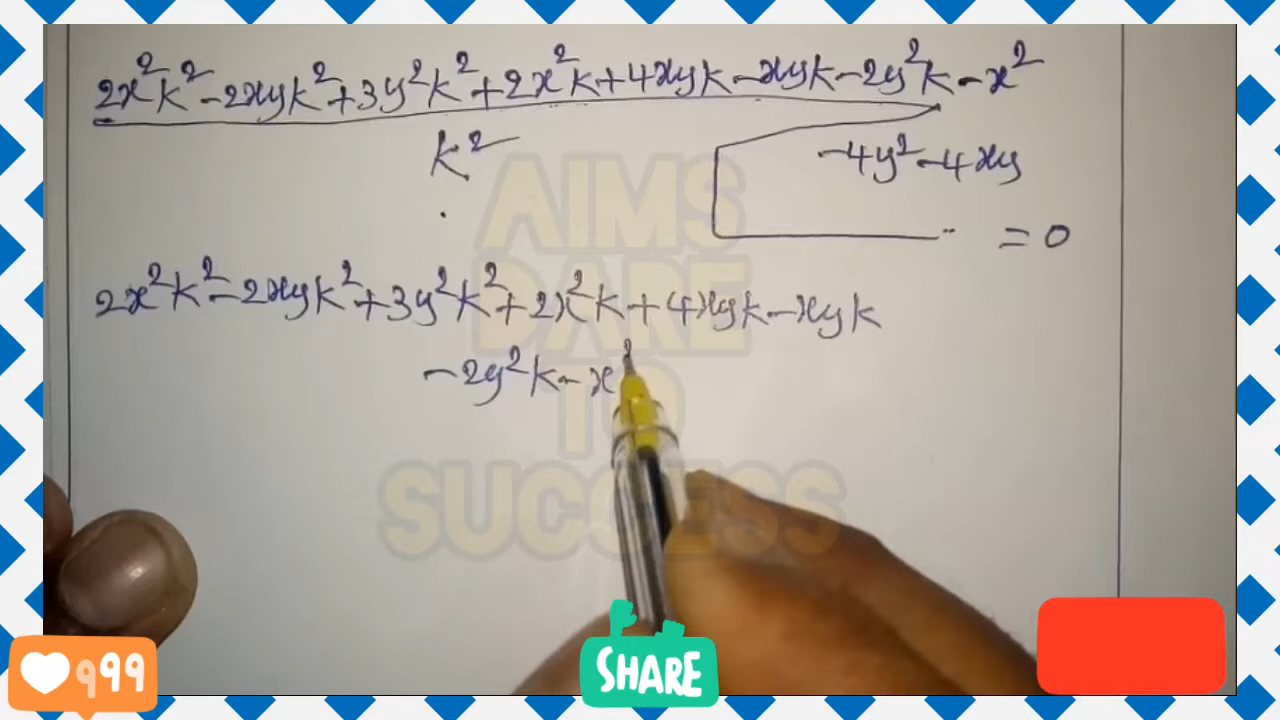 2x²k² - 2xyk² + 3y²k² + 2x²k + 4xyk - xyk - 2y²k - x²
- 4y² - 4xy
k²
= 0
2x²k² - 2xyk² + 3y²k² + 2x²k + 4xyk - xyk
- 2y²k - x²
AIMS
DARE
TO
SUCCESS
999
SHARE